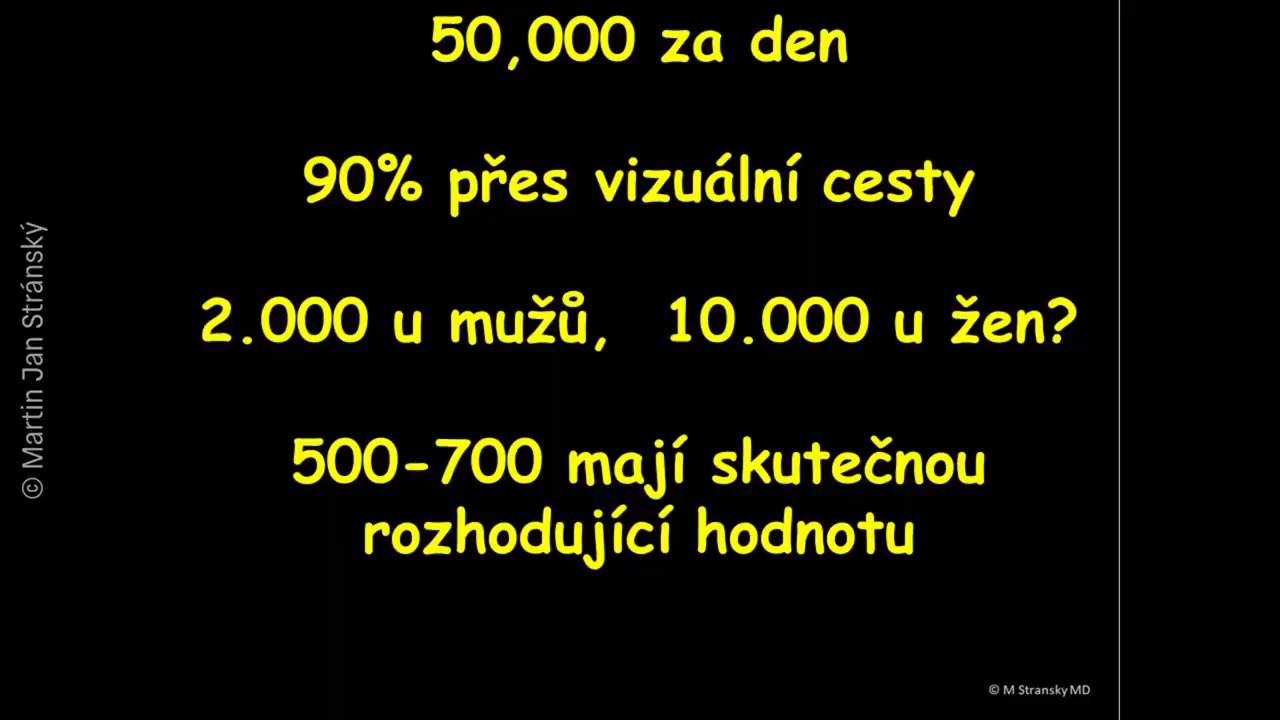 50,000 za den
90% přes vizuální cesty
2.000 u mužů, 10.000 u žen?
500-700 mají skutečnou
rozhodující hodnotu
© Martin Jan Stránský
© M Stransky MD